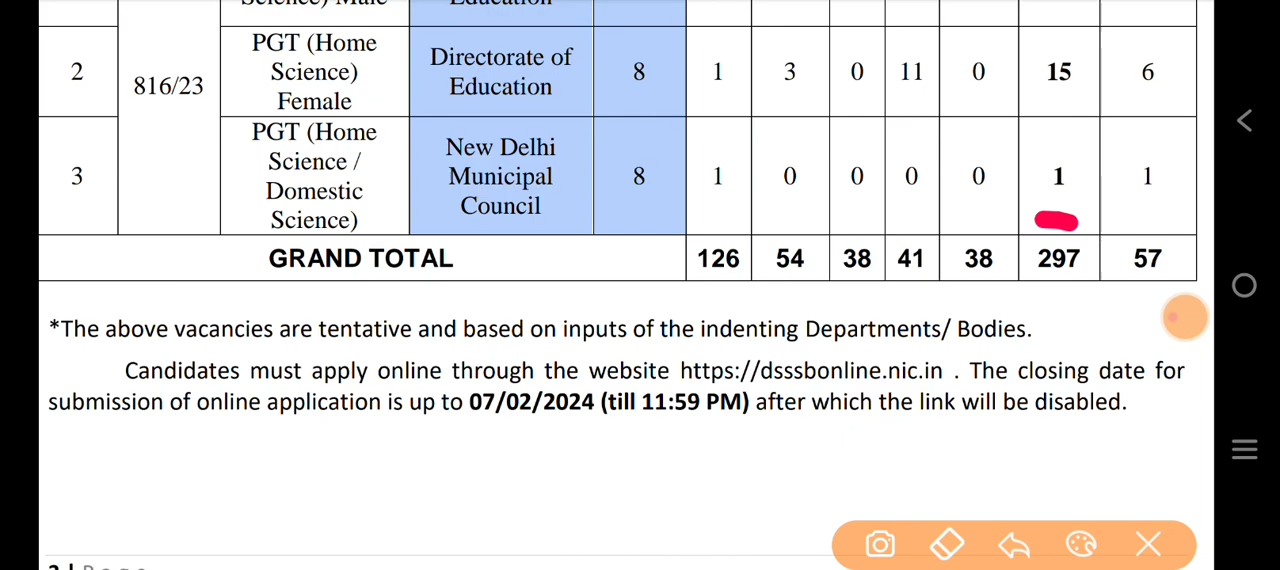 Science) Male Education
PGT (Home
Science)
Female
2
816/23
Directorate of
Education
8 1 3 0 11 0 15 6
PGT (Home
Science /
Domestic
Science)
3
New Delhi
Municipal
Council
8 1 0 0 0 0 1 1
GRAND TOTAL 126 54 38 41 38 297 57
*The above vacancies are tentative and based on inputs of the indenting Departments/ Bodies.
Candidates must apply online through the website https://dsssbonline.nic.in . The closing date for
submission of online application is up to 07/02/2024 (till 11:59 PM) after which the link will be disabled.